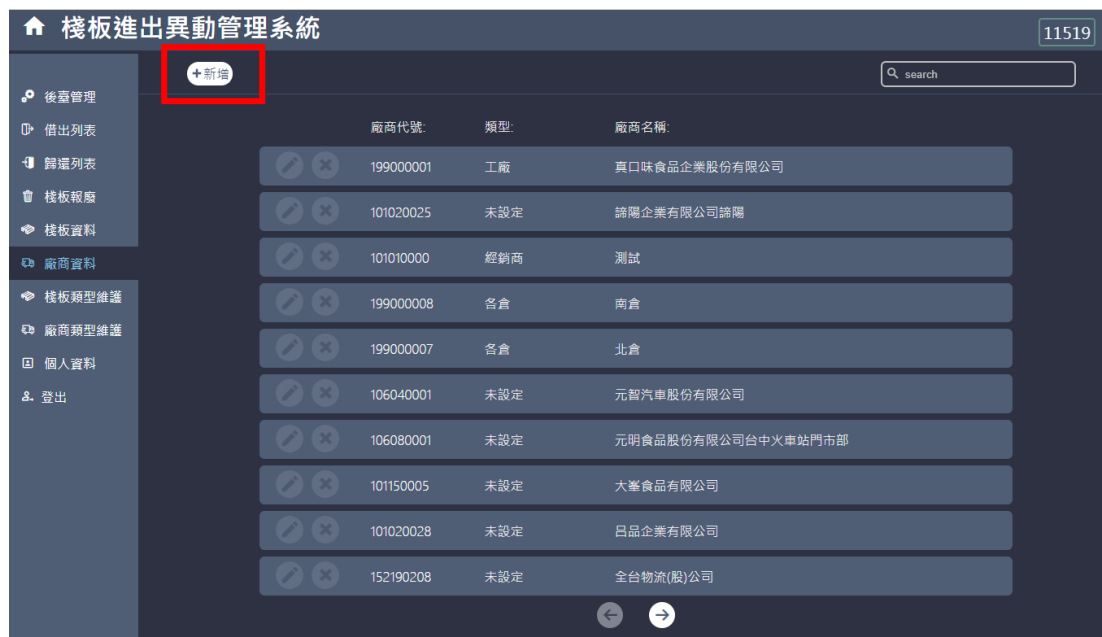 棧板進出異動管理系統
11519
+新增
search
後臺管理
借出列表
歸還列表
棧板報廢
棧板資料
廠商資料
棧板類型維護
廠商類型維護
個人資料
登出
廠商代號: 類型: 廠商名稱:
199000001 工廠 真口味食品企業股份有限公司
101020025 未設定 諦陽企業有限公司諦陽
101010000 經銷商 測試
199000008 各倉 南倉
199000007 各倉 北倉
106040001 未設定 元智汽車股份有限公司
106080001 未設定 元明食品股份有限公司台中火車站門市部
101150005 未設定 大峯食品有限公司
101020028 未設定 呂品企業有限公司
152190208 未設定 全台物流(股)公司